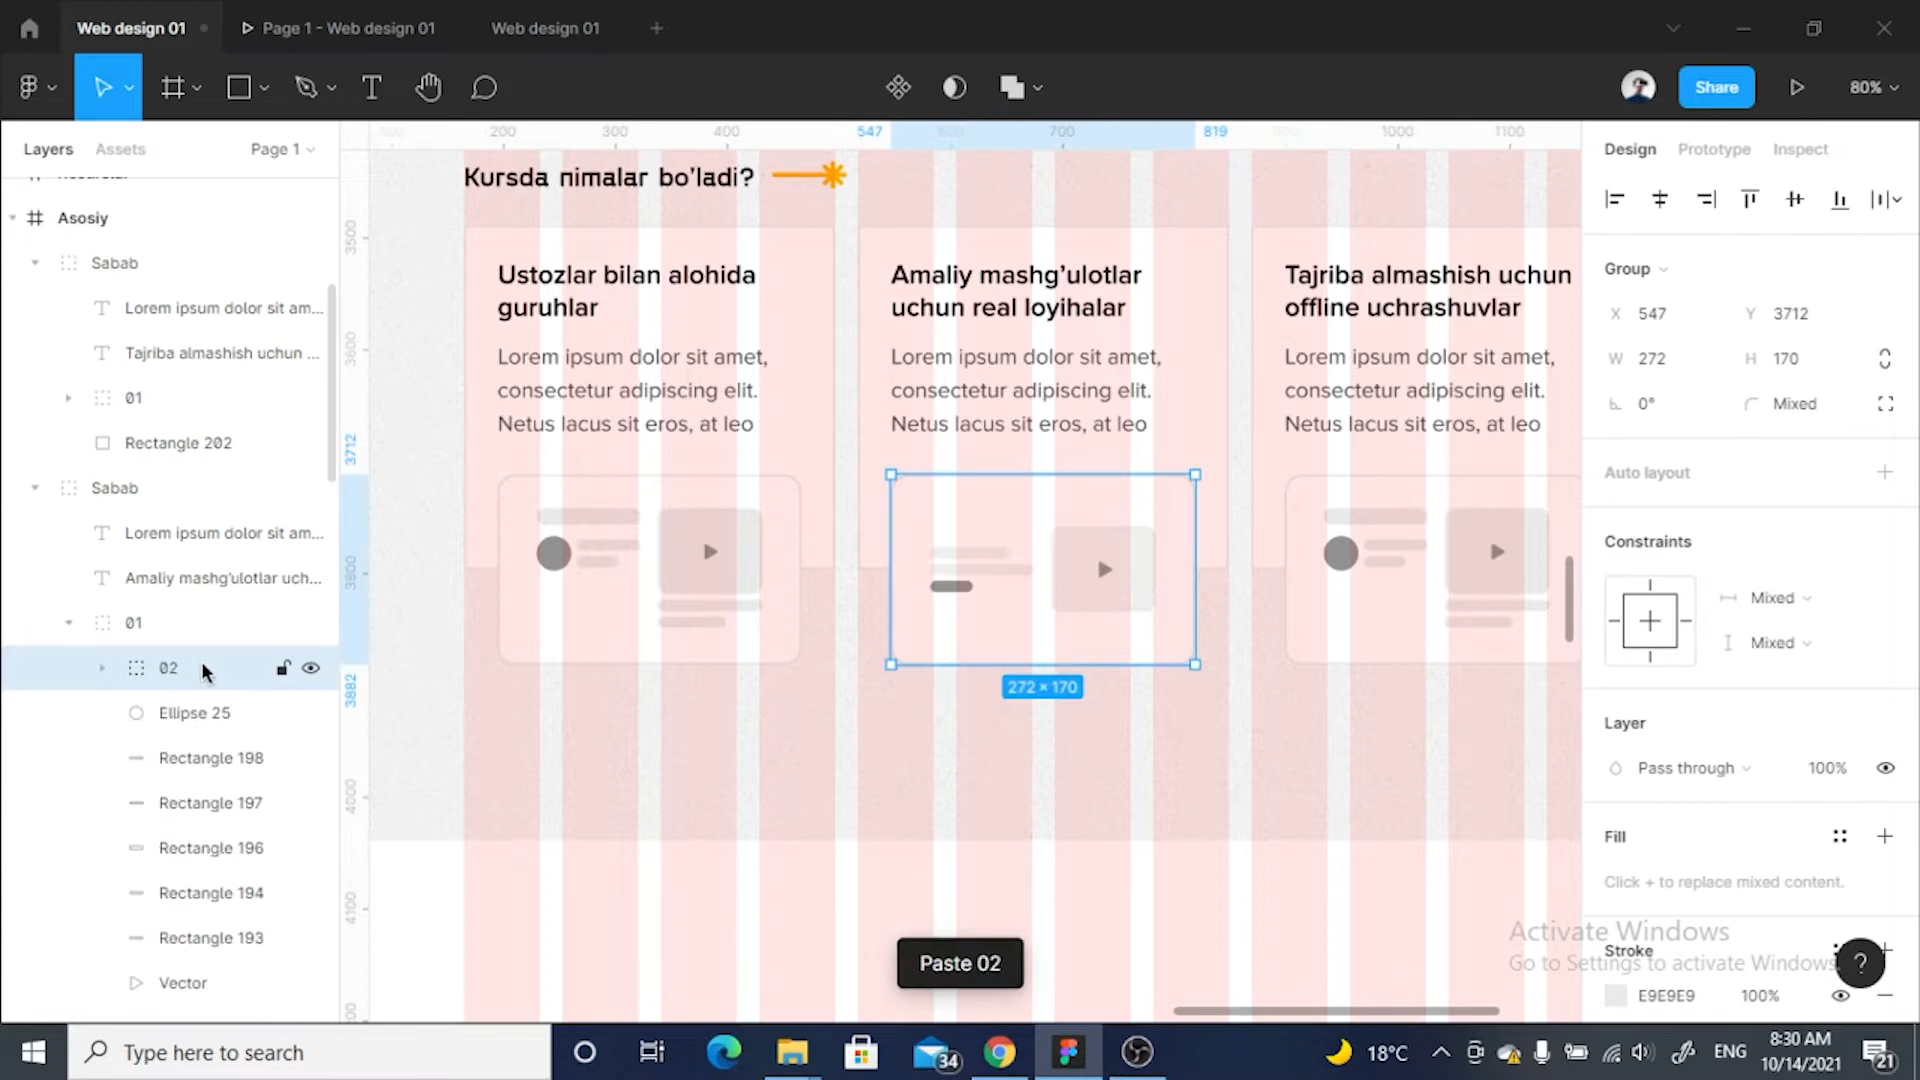 Web design 01
Page 1 - Web design 01
Web design 01
Share
80%
Layers
Assets
Page 1
Asosiy
Sabab
Lorem ipsum dolor sit am...
Tajriba almashish uchun ...
01
Rectangle 202
Sabab
Lorem ipsum dolor sit am...
Amaliy mashg'ulotlar uch...
01
02
Ellipse 25
Rectangle 198
Rectangle 197
Rectangle 196
Rectangle 194
Rectangle 193
Vector
200
300
400
547
700
819
1000
1100
3500
3600
3712
3800
3882
4000
4100
Kursda nimalar bo'ladi?
Ustozlar bilan alohida
guruhlar
Lorem ipsum dolor sit amet,
consectetur adipiscing elit.
Netus lacus sit eros, at leo
Amaliy mashg'ulotlar
uchun real loyihalar
Lorem ipsum dolor sit amet,
consectetur adipiscing elit.
Netus lacus sit eros, at leo
272 × 170
Tajriba almashish uchun
offline uchrashuvlar
Lorem ipsum dolor sit amet,
consectetur adipiscing elit.
Netus lacus sit eros, at leo
Paste 02
Design
Prototype
Inspect
Group
X 547
Y 3712
W 272
H 170
0°
Mixed
Auto layout
Constraints
Mixed
Mixed
Layer
Pass through
100%
Fill
Click + to replace mixed content.
Activate Windows
Go to Settings to activate Windows.
Stroke
E9E9E9
100%
?
Type here to search
34
18°C
ENG
8:30 AM
10/14/2021
21